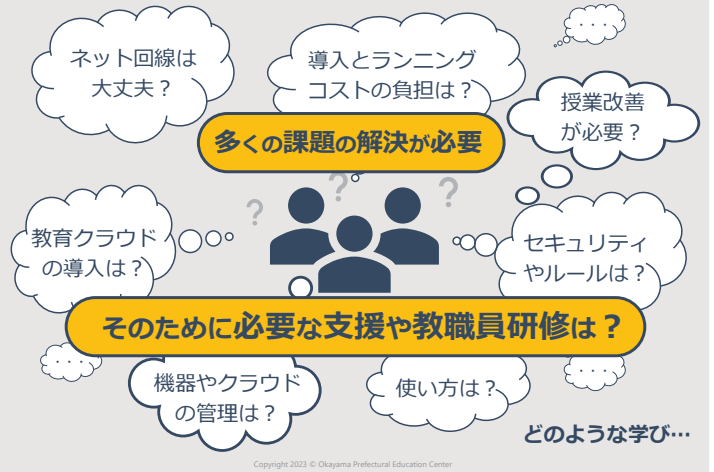 ネット回線は
大丈夫？
導入とランニング
コストの負担は？
・・・
授業改善
が必要？
多くの課題の解決が必要
?
?
?
教育クラウド
の導入は？
セキュリティ
やルールは？
そのために必要な支援や教職員研修は？
・・・
機器やクラウド
の管理は？
使い方は？
・・・
どのような学び…
Copyright 2023 © Okayama Prefectural Education Center